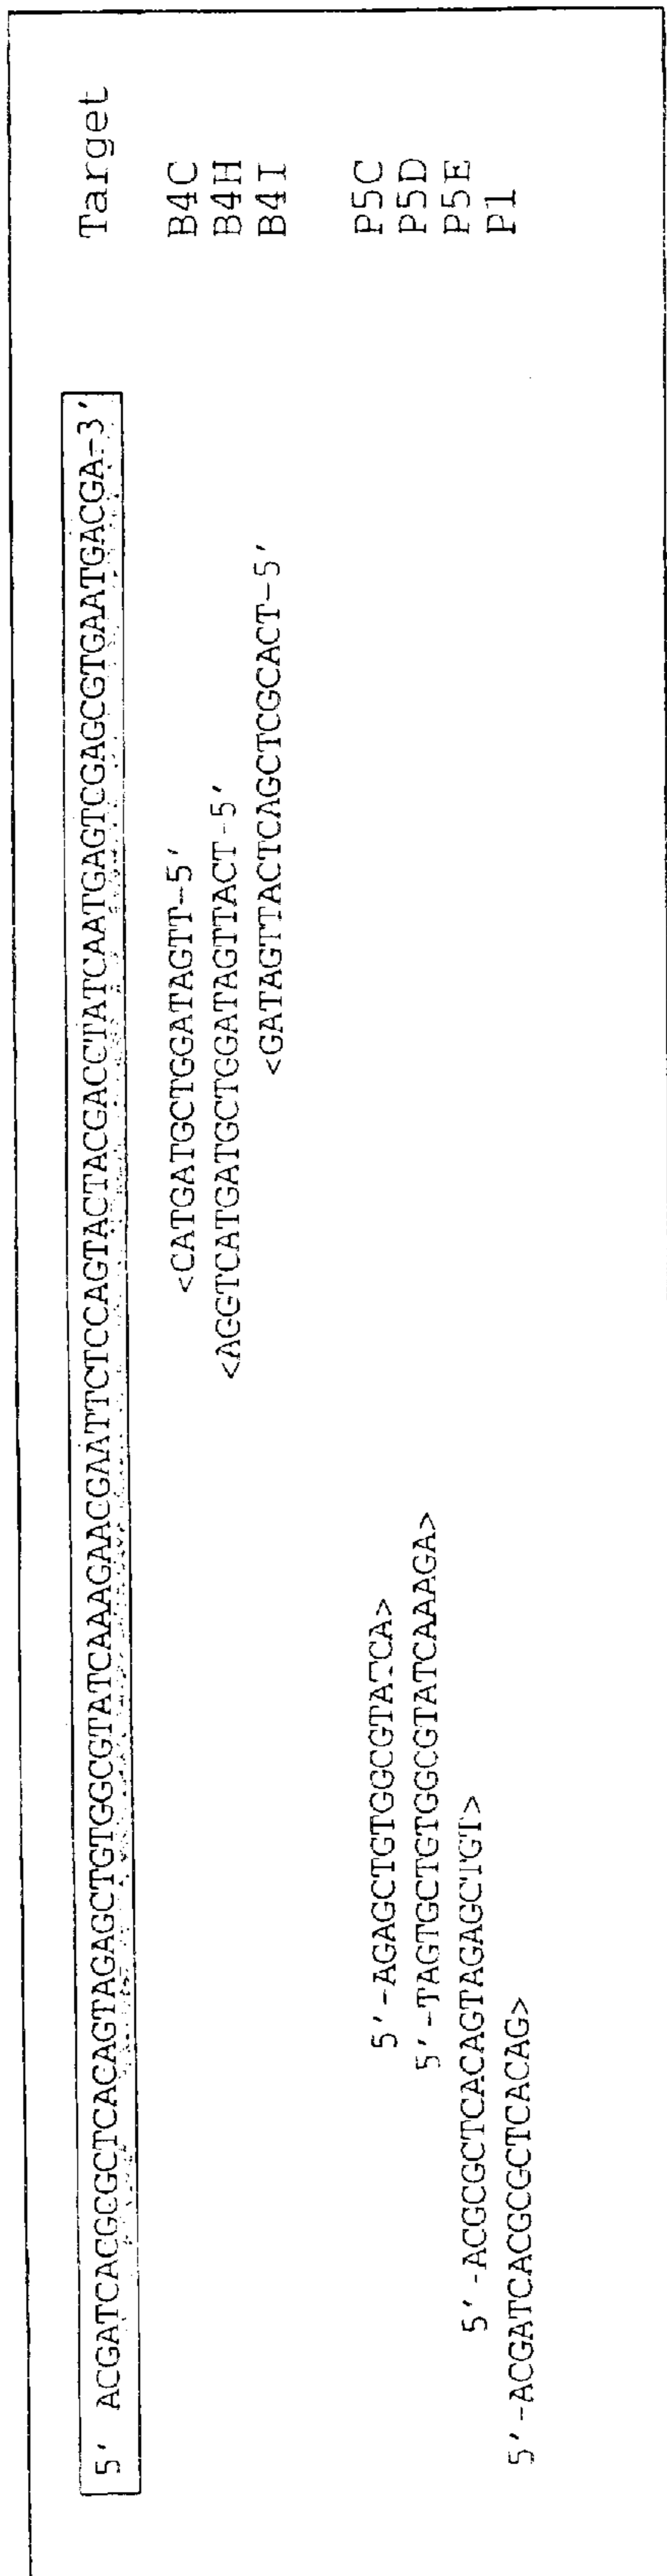 5' ACGATCACGCGCTCACAGTAGAGCTGTGGCGTATCAAAGAACGAATTCTCCAGTACTACGACCTATCAATGAGTCGAGCGTGAATGACGA-3' Target
<CATGATGCTGGATAGTT-5' B4C
<AGGTCATGATGCTGGATAGTTACT-5' B4H
<GATAGTTACTCAGCTCGCACT-5' B4I
5'-AGAGCTGTGGCGTATCA> P5C
5'-TAGTGCTGTGGCGTATCAAAGA> P5D
5'-ACGCGCTCACAGTAGAGCTGT> P5E
5'-ACGATCACGCGCTCACAG> P1